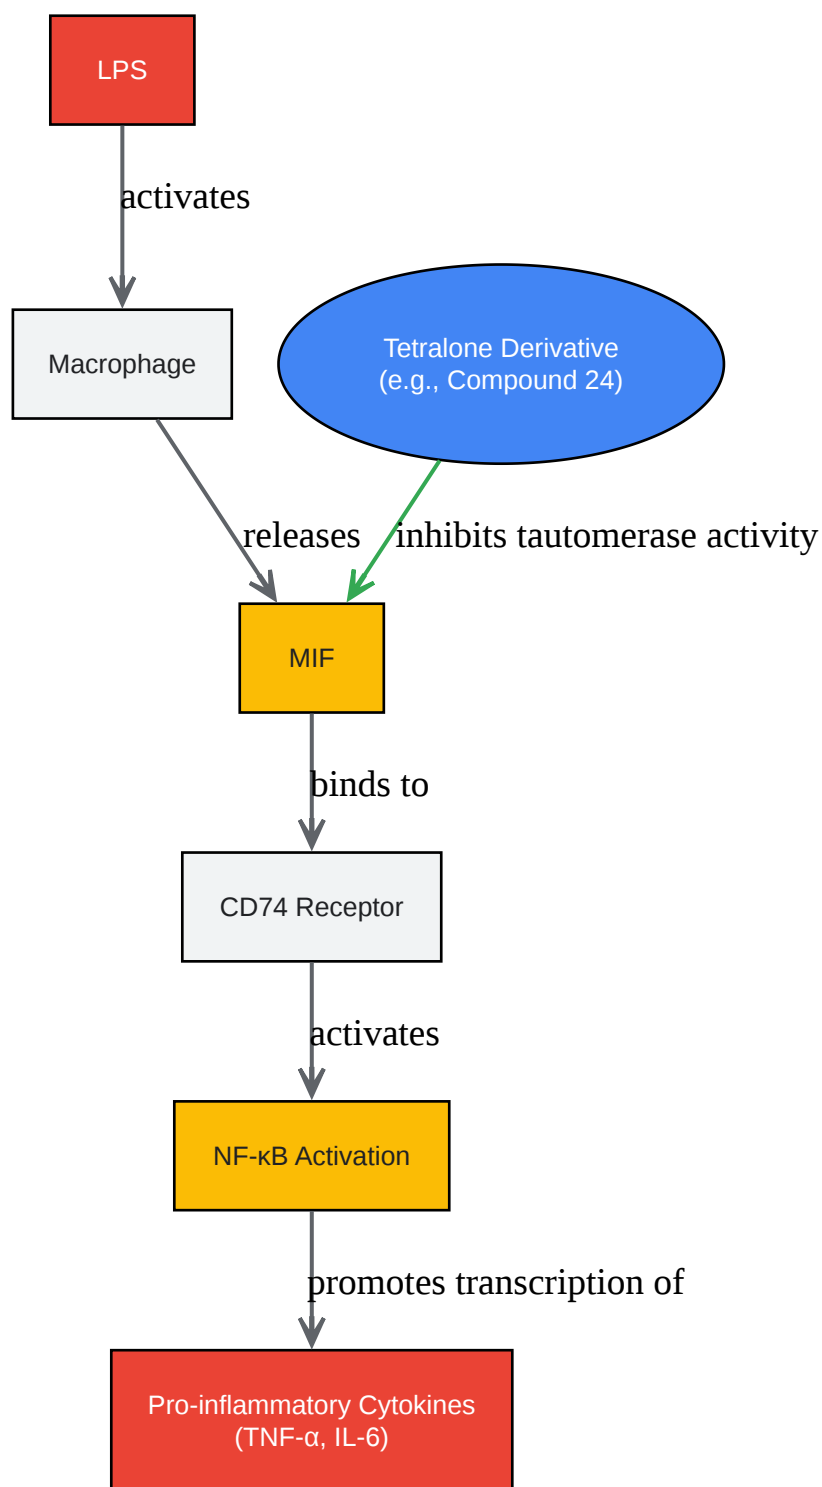 LPS
activates
Macrophage
Tetralone Derivative
(e.g., Compound 24)
releases
inhibits tautomerase activity
MIF
binds to
CD74 Receptor
activates
NF-κB Activation
promotes transcription of
Pro-inflammatory Cytokines
(TNF-α, IL-6)